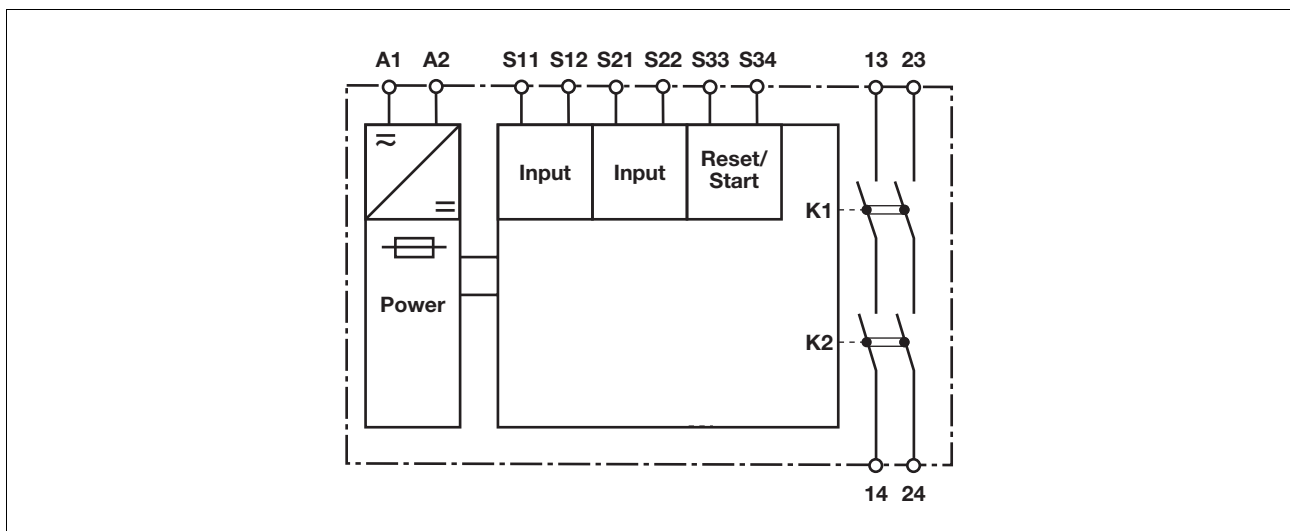 A1 A2 S11 S12 S21 S22 S33 S34 13 23
Input Input Reset/
Start
K1
Power
K2
14 24